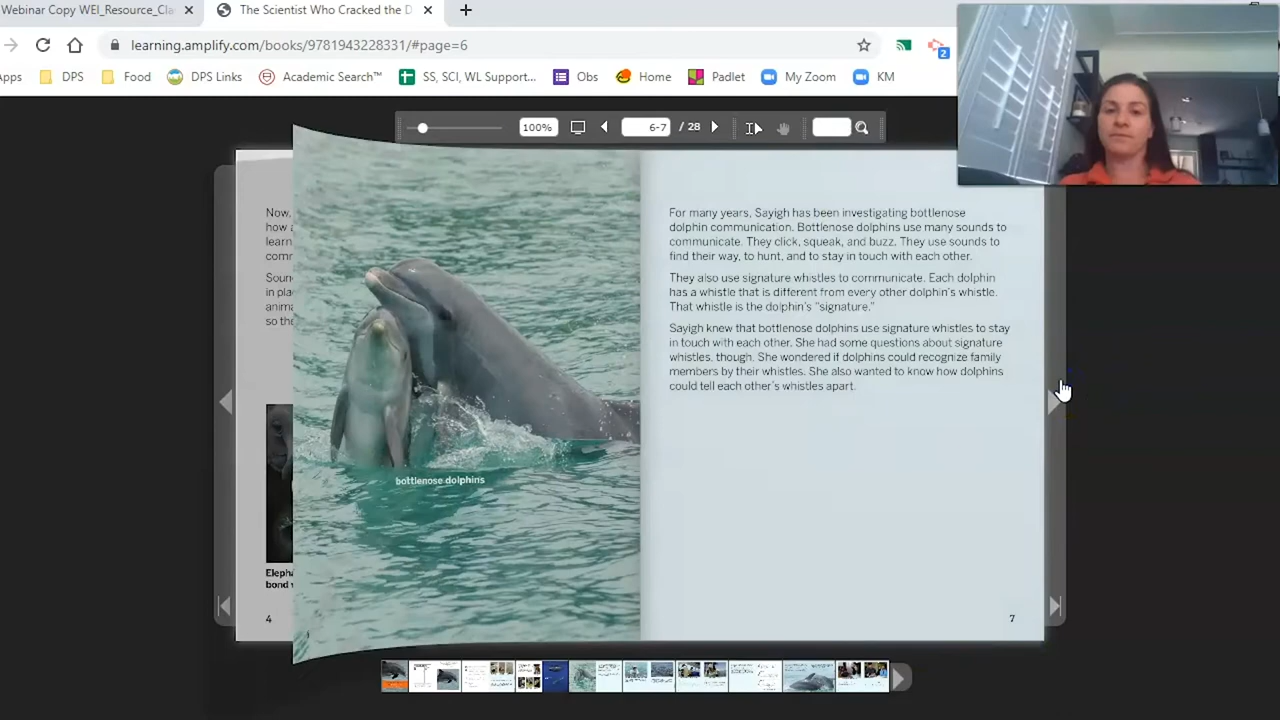 Webinar Copy WEI_Resource_Cla
The Scientist Who Cracked the D
learning.amplify.com/books/9781943228331/#page=6
2
Apps
DPS
Food
DPS Links
Academic Search™
SS, SCI, WL Support...
Obs
Home
Padlet
My Zoom
KM
100%
6-7
/ 28
Now,
how a
learn
comm
Soun
in pla
anima
so the
Eleph
bond w
4
bottlenose dolphins
For many years, Sayigh has been investigating bottlenose
dolphin communication. Bottlenose dolphins use many sounds to
communicate. They click, squeak, and buzz. They use sounds to
find their way, to hunt, and to stay in touch with each other.
They also use signature whistles to communicate. Each dolphin
has a whistle that is different from every other dolphin's whistle.
That whistle is the dolphin's "signature."
Sayigh knew that bottlenose dolphins use signature whistles to stay
in touch with each other. She had some questions about signature
whistles, though. She wondered if dolphins could recognize family
members by their whistles. She also wanted to know how dolphins
could tell each other's whistles apart.
7